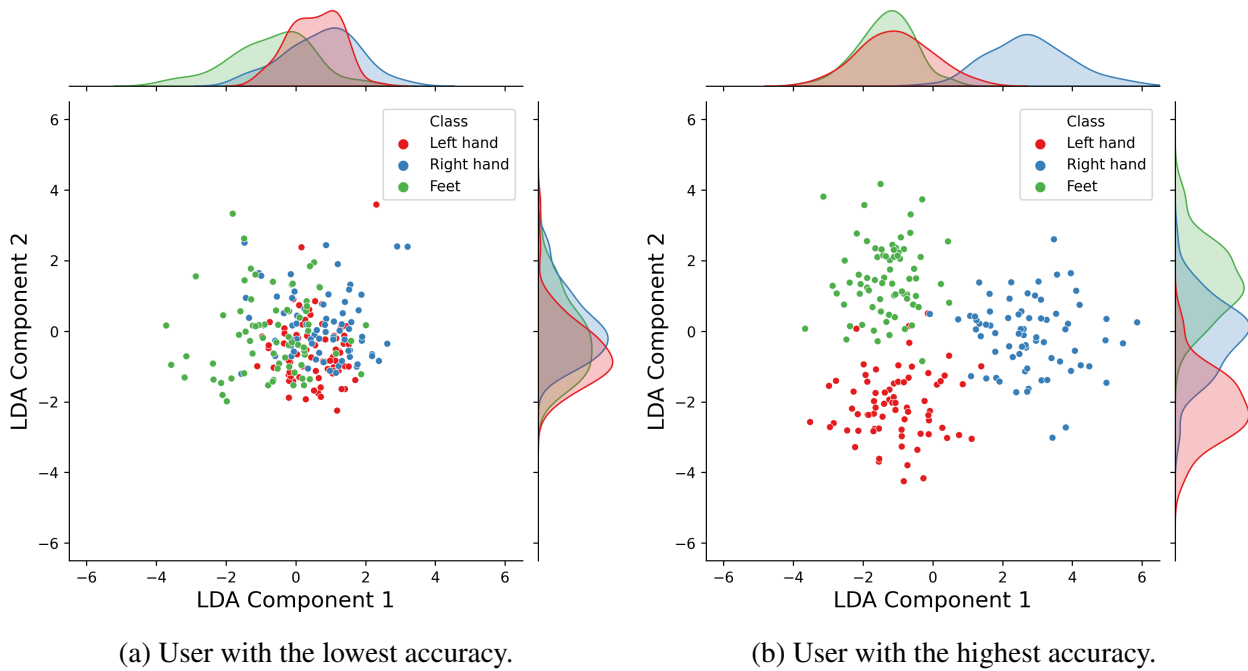 Class
Left hand
Right hand
Feet
6
4
2
0
−2
−4
−6
LDA Component 2
−6
−4
−2
0
2
4
6
LDA Component 1
(a) User with the lowest accuracy.
Class
Left hand
Right hand
Feet
6
4
2
0
−2
−4
−6
LDA Component 2
−6
−4
−2
0
2
4
6
LDA Component 1
(b) User with the highest accuracy.